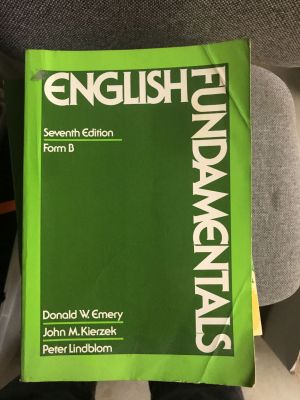 ENGLISH
FUNDAMENTALS
Seventh Edition
Form B
Donald W. Emery
John M. Kierzek
Peter Lindblom